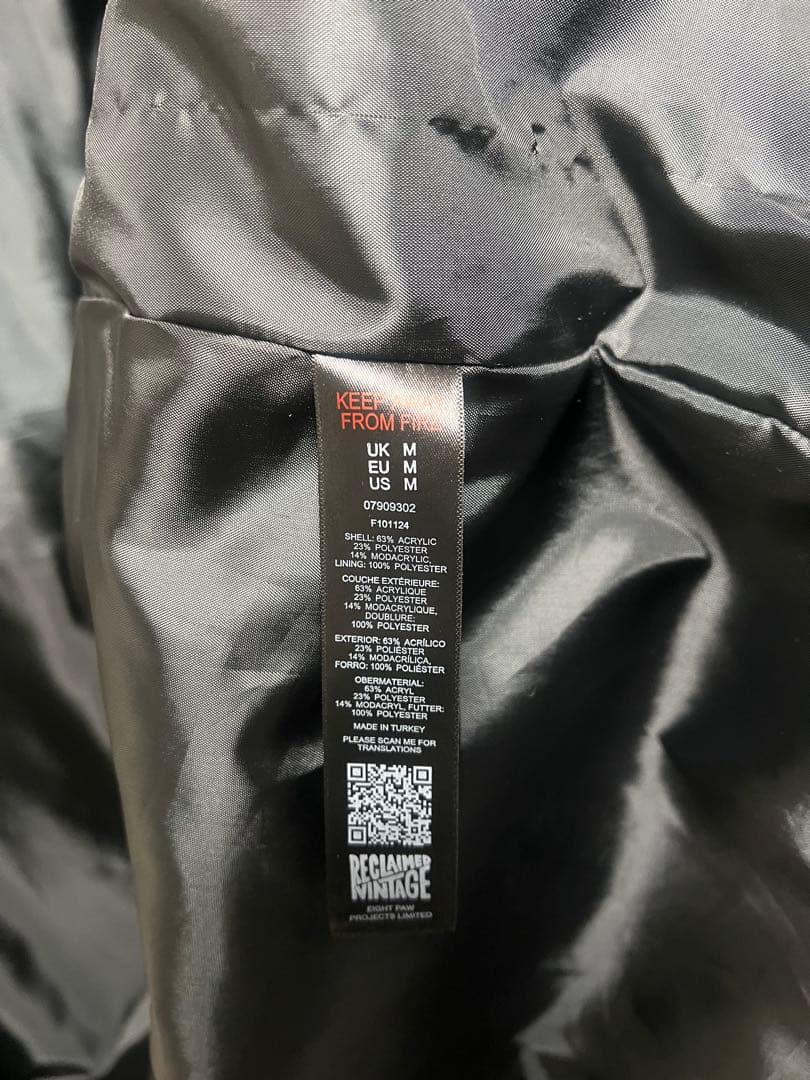 KEEP AWAY
FROM FIRE
UK M
EU M
US M
07909302
F101124
SHELL: 63% ACRYLIC
23% POLYESTER
14% MODACRYLIC,
LINING: 100% POLYESTER
COUCHE EXTÉRIEURE:
63% ACRYLIQUE
23% POLYESTER
14% MODACRYLIQUE,
DOUBLURE:
100% POLYESTER
EXTERIOR: 63% ACRÍLICO
23% POLIÉSTER
14% MODACRÍLICA,
FORRO: 100% POLIÉSTER
OBERMATERIAL:
63% ACRYL
23% POLYESTER
14% MODACRYL, FUTTER:
100% POLYESTER
MADE IN TURKEY
PLEASE SCAN ME FOR
TRANSLATIONS
RECLAIMED
VINTAGE
EIGHT PAW
PROJECTS LIMITED